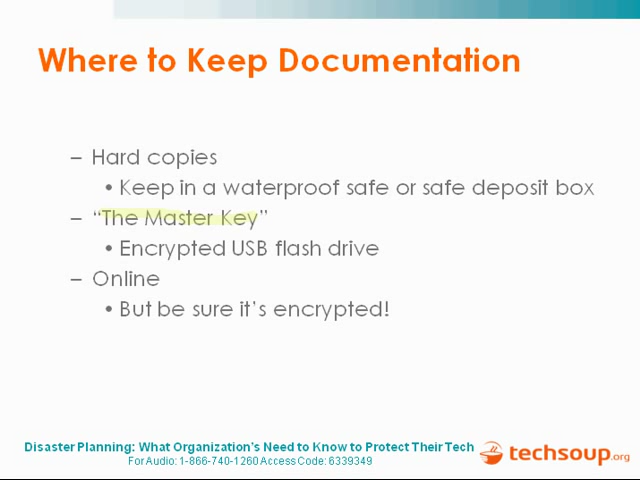 Where to Keep Documentation
– Hard copies
• Keep in a waterproof safe or safe deposit box
– “The Master Key”
• Encrypted USB flash drive
– Online
• But be sure it’s encrypted!
Disaster Planning: What Organization’s Need to Know to Protect Their Tech
For Audio: 1-866-740-1260 Access Code: 6339349
techsoup.org